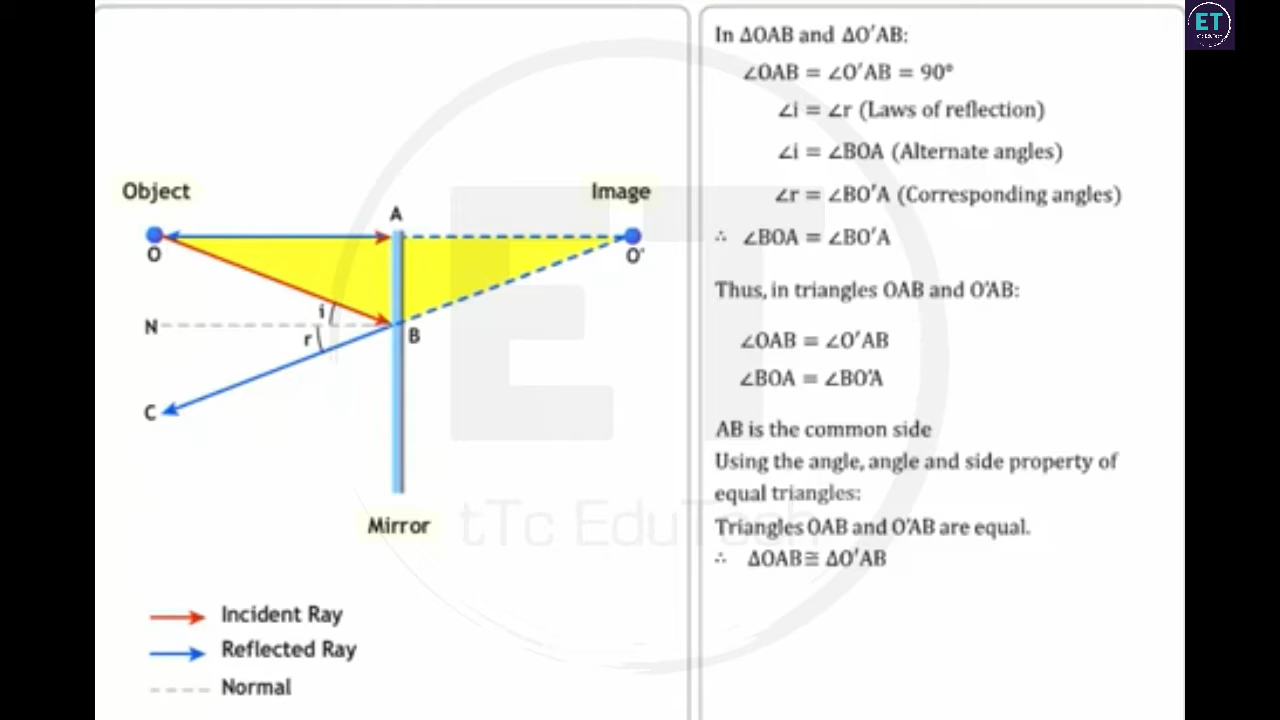 Object
Image
A
O
O'
i
N
r
B
C
Mirror
Incident Ray
Reflected Ray
Normal
In ΔOAB and ΔO′AB:
∠OAB = ∠O′AB = 90°
∠i = ∠r (Laws of reflection)
∠i = ∠BOA (Alternate angles)
∠r = ∠BO′A (Corresponding angles)
∴ ∠BOA = ∠BO′A
Thus, in triangles OAB and O'AB:
∠OAB = ∠O′AB
∠BOA = ∠BO'A
AB is the common side
Using the angle, angle and side property of
equal triangles:
Triangles OAB and O'AB are equal.
∴ ΔOAB ≅ ΔO′AB
ET
tTc EduTech
ET